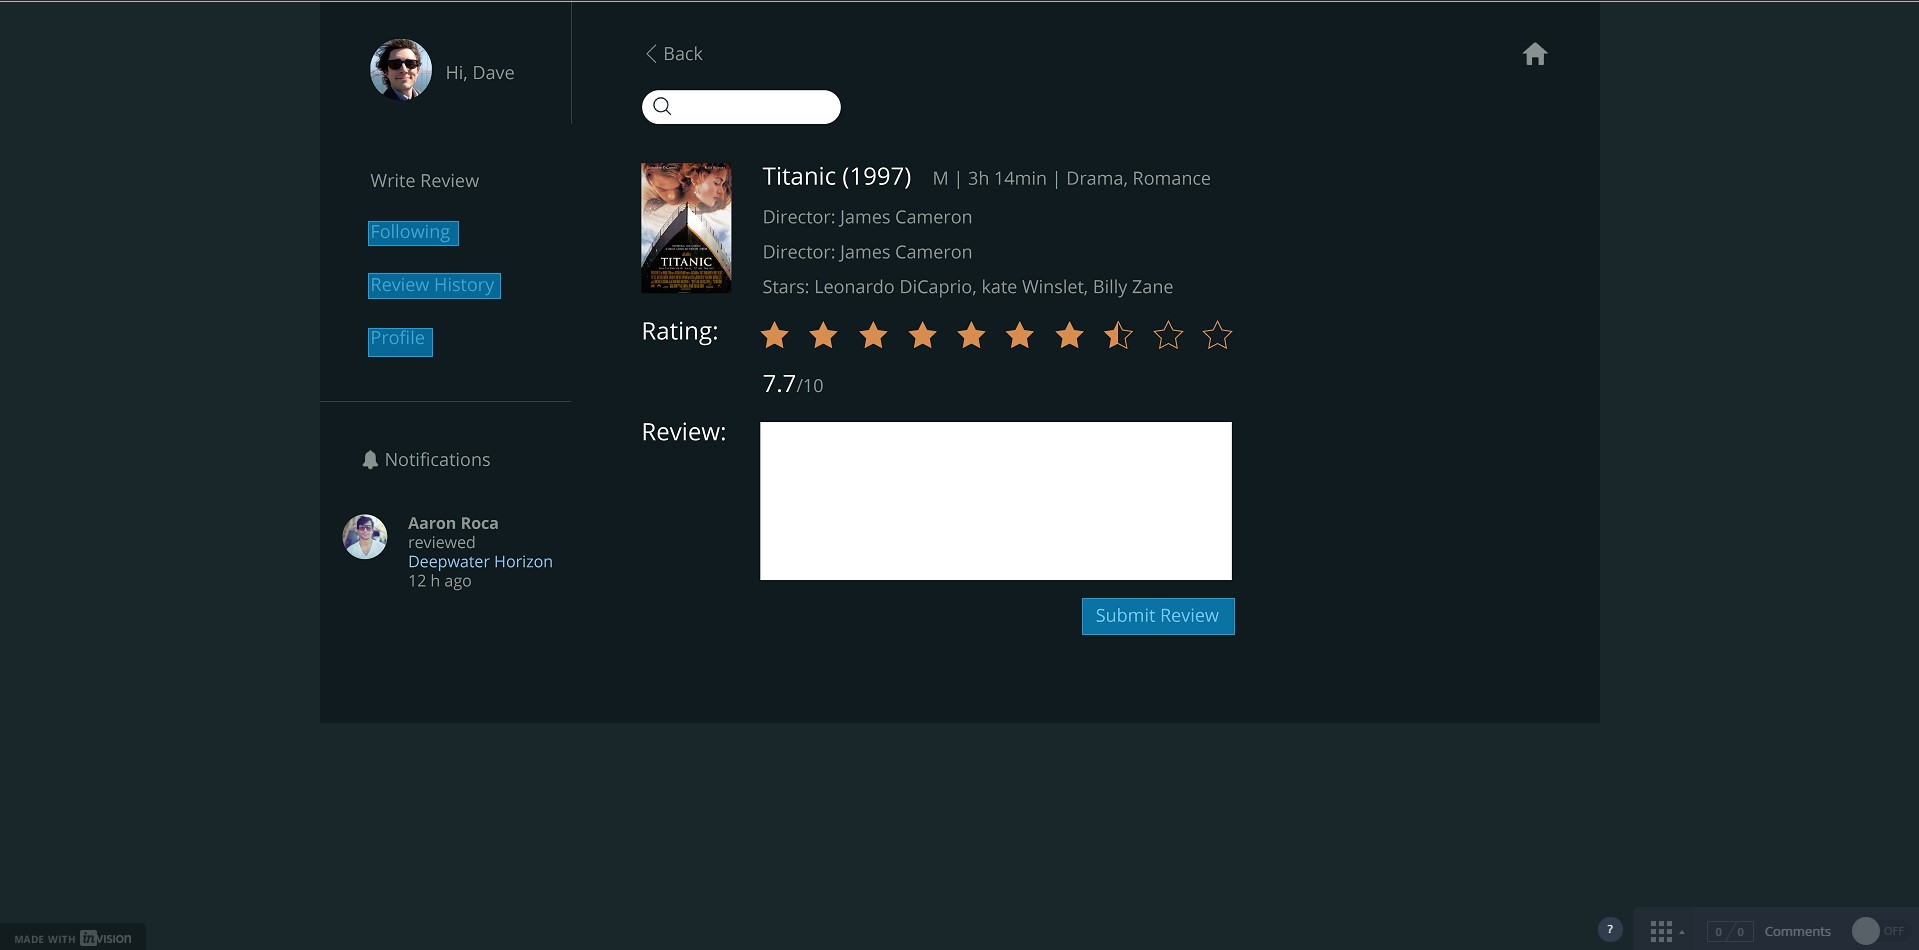 Hi, Dave
Back
Write Review
Following
Review History
Profile
Notifications
Aaron Roca
reviewed
Deepwater Horizon
12 h ago
TITANIC
Titanic (1997) M | 3h 14min | Drama, Romance
Director: James Cameron
Director: James Cameron
Stars: Leonardo DiCaprio, kate Winslet, Billy Zane
Rating:
7.7/10
Review:
Submit Review
MADE WITH invision
? 0 / 0 Comments OFF